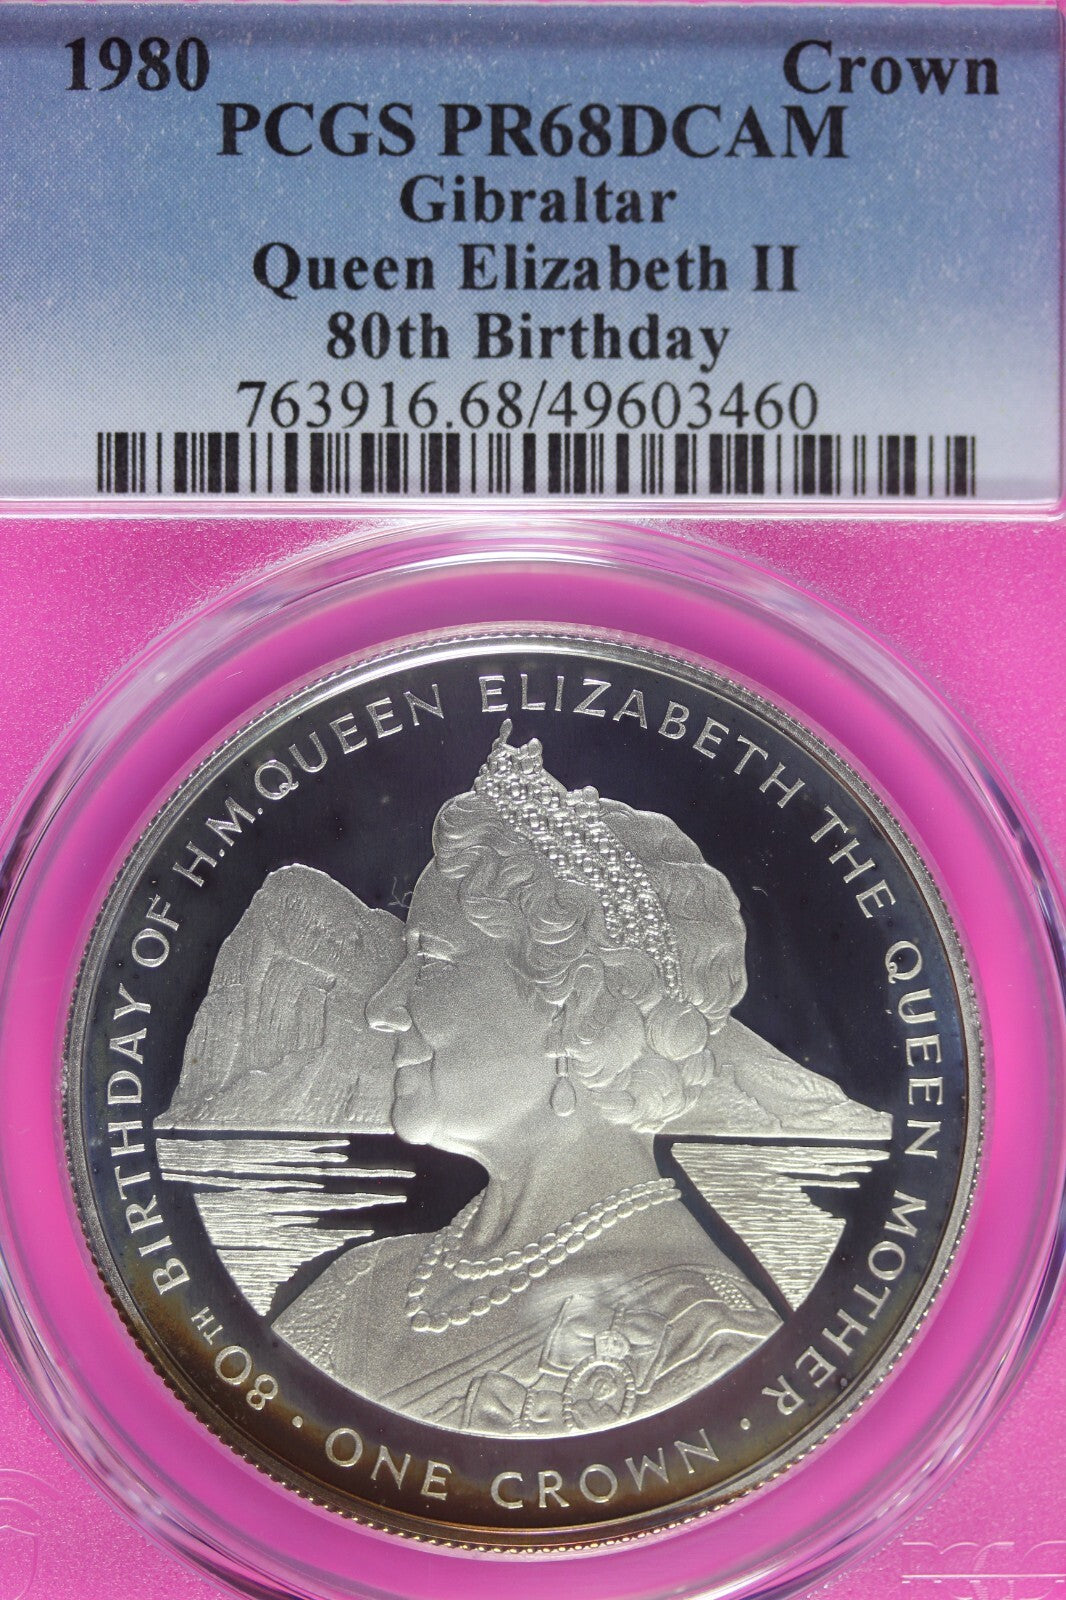 1980 Crown
PCGS PR68DCAM
Gibraltar
Queen Elizabeth II
80th Birthday
763916.68/49603460
80TH BIRTHDAY OF H.M. QUEEN ELIZABETH THE QUEEN MOTHER ·
ONE CROWN ·